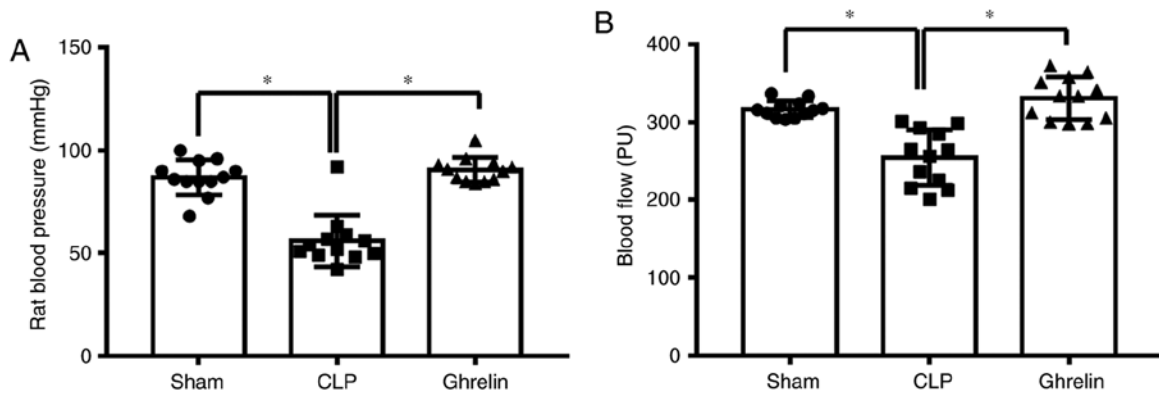 A
Rat blood pressure (mmHg)
150
100
50
0
*
*
Sham
CLP
Ghrelin
B
Blood flow (PU)
400
300
200
100
0
*
*
Sham
CLP
Ghrelin